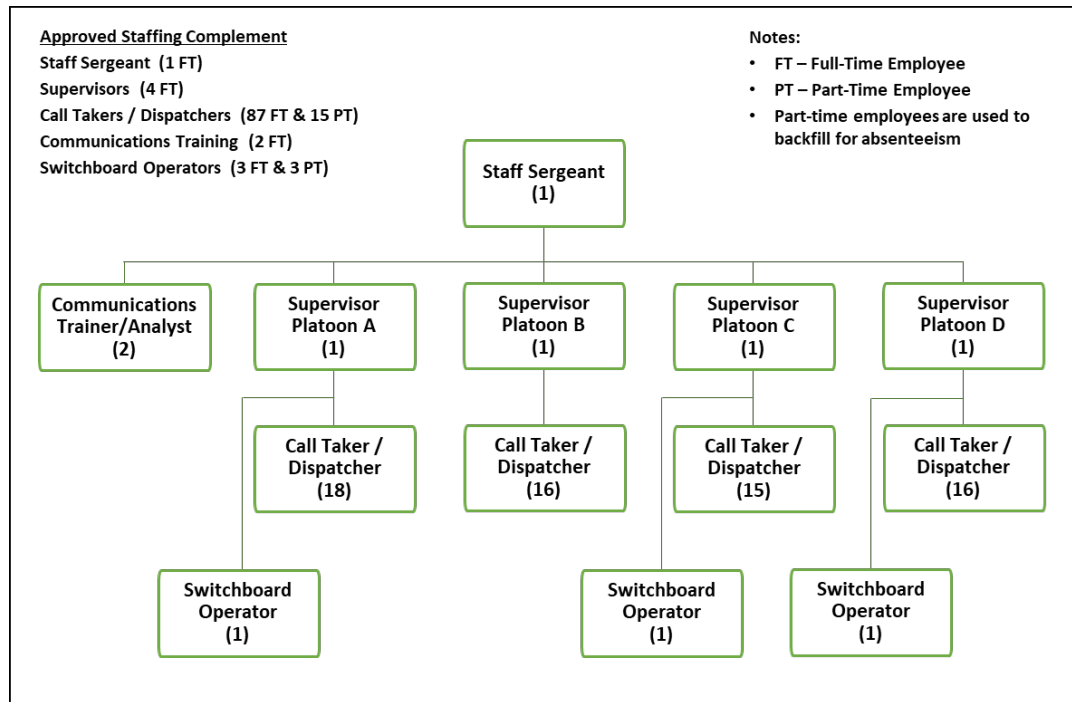 Approved Staffing Complement
Staff Sergeant (1 FT)
Supervisors (4 FT)
Call Takers / Dispatchers (87 FT & 15 PT)
Communications Training (2 FT)
Switchboard Operators (3 FT & 3 PT)
Notes:
• FT – Full-Time Employee
• PT – Part-Time Employee
• Part-time employees are used to
backfill for absenteeism
Staff Sergeant
(1)
Communications
Trainer/Analyst
(2)
Supervisor
Platoon A
(1)
Supervisor
Platoon B
(1)
Supervisor
Platoon C
(1)
Supervisor
Platoon D
(1)
Call Taker /
Dispatcher
(18)
Call Taker /
Dispatcher
(16)
Call Taker /
Dispatcher
(15)
Call Taker /
Dispatcher
(16)
Switchboard
Operator
(1)
Switchboard
Operator
(1)
Switchboard
Operator
(1)